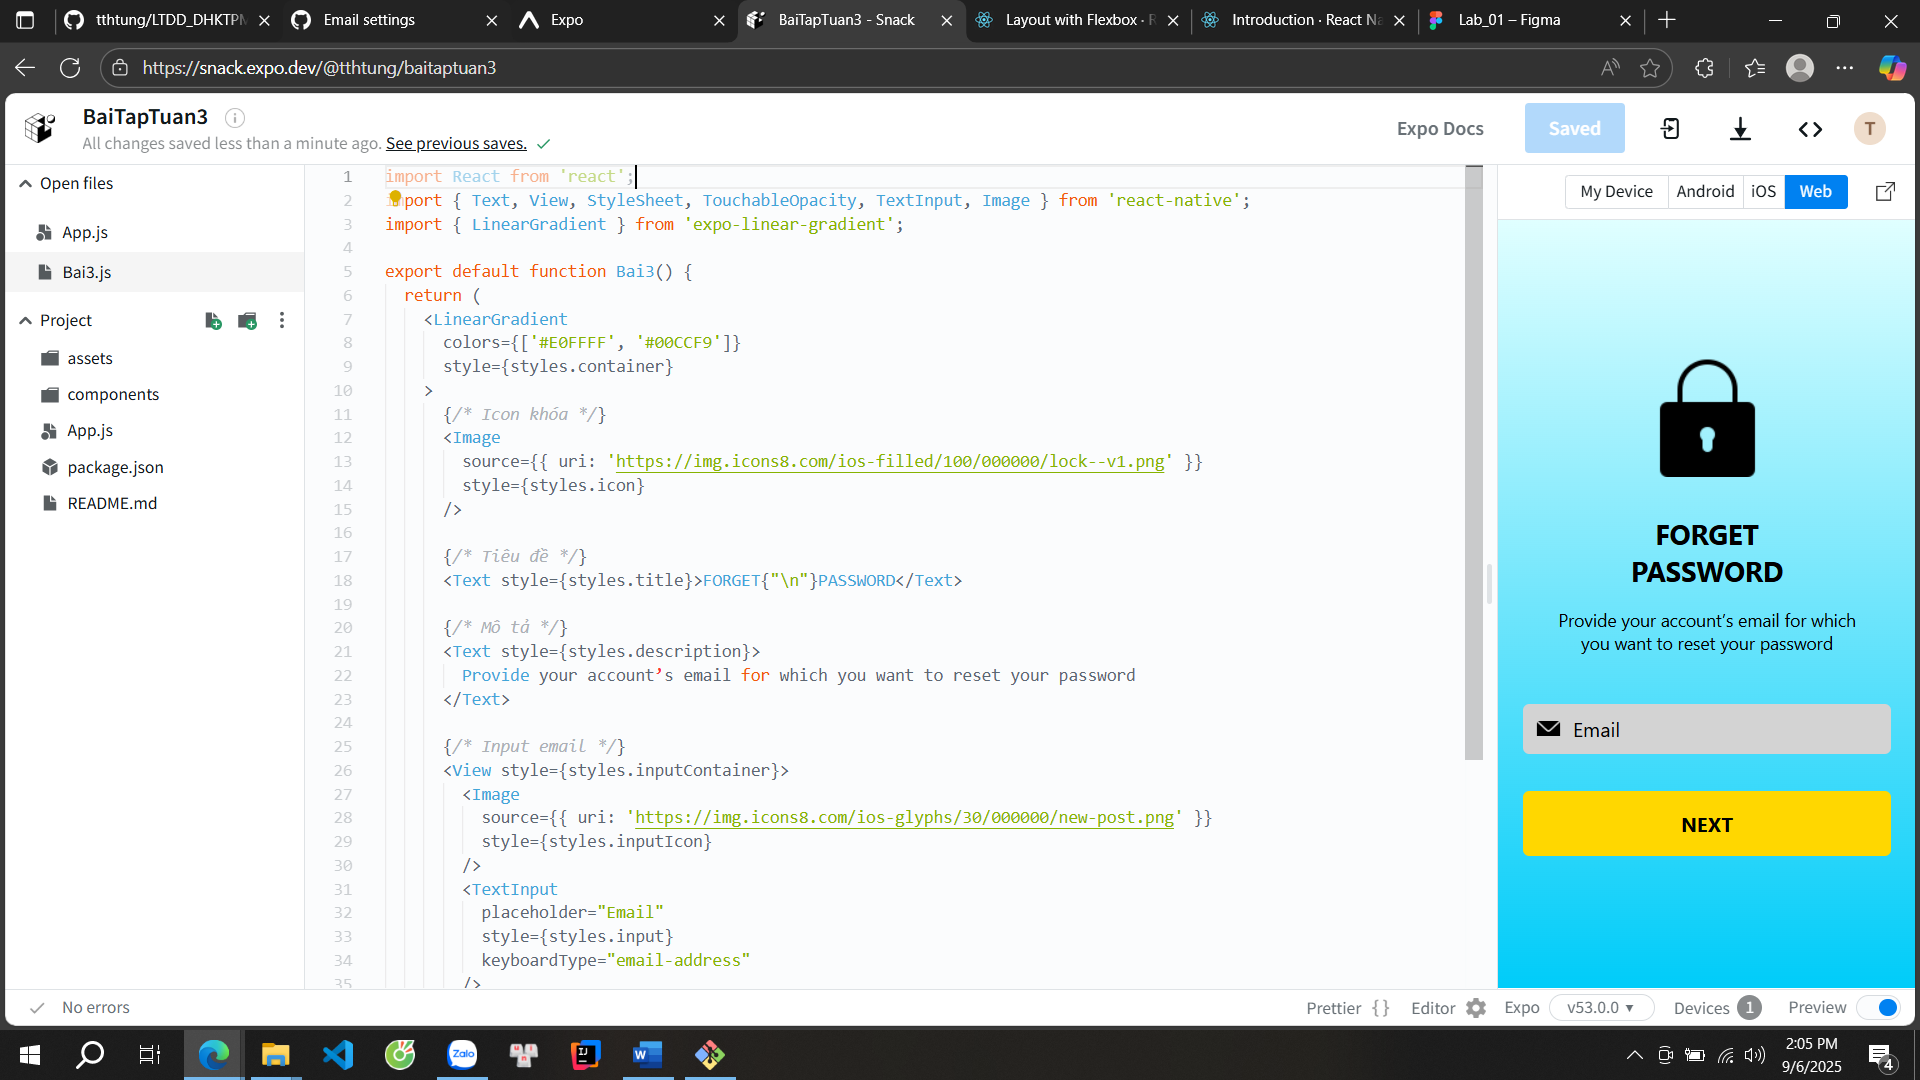 tthtung/LTDD_DHKTPM
Email settings
Expo
BaiTapTuan3 - Snack
Layout with Flexbox · R
Introduction · React Na
Lab_01 – Figma
https://snack.expo.dev/@tthtung/baitaptuan3
BaiTapTuan3
All changes saved less than a minute ago. See previous saves.
Expo Docs
Saved
T
Open files
App.js
Bai3.js
Project
assets
components
App.js
package.json
README.md
1 import React from 'react';
2 import { Text, View, StyleSheet, TouchableOpacity, TextInput, Image } from 'react-native';
3 import { LinearGradient } from 'expo-linear-gradient';
4
5 export default function Bai3() {
6 return (
7 <LinearGradient
8 colors={['#E0FFFF', '#00CCF9']}
9 style={styles.container}
10 >
11 {/* Icon khóa */}
12 <Image
13 source={{ uri: 'https://img.icons8.com/ios-filled/100/000000/lock--v1.png' }}
14 style={styles.icon}
15 />
16
17 {/* Tiêu đề */}
18 <Text style={styles.title}>FORGET{"\n"}PASSWORD</Text>
19
20 {/* Mô tả */}
21 <Text style={styles.description}>
22 Provide your account’s email for which you want to reset your password
23 </Text>
24
25 {/* Input email */}
26 <View style={styles.inputContainer}>
27 <Image
28 source={{ uri: 'https://img.icons8.com/ios-glyphs/30/000000/new-post.png' }}
29 style={styles.inputIcon}
30 />
31 <TextInput
32 placeholder="Email"
33 style={styles.input}
34 keyboardType="email-address"
35 />
My Device
Android
iOS
Web
FORGET
PASSWORD
Provide your account’s email for which
you want to reset your password
Email
NEXT
No errors
Prettier { }
Editor
Expo
v53.0.0
Devices 1
Preview
Zalo
2:05 PM
9/6/2025
4